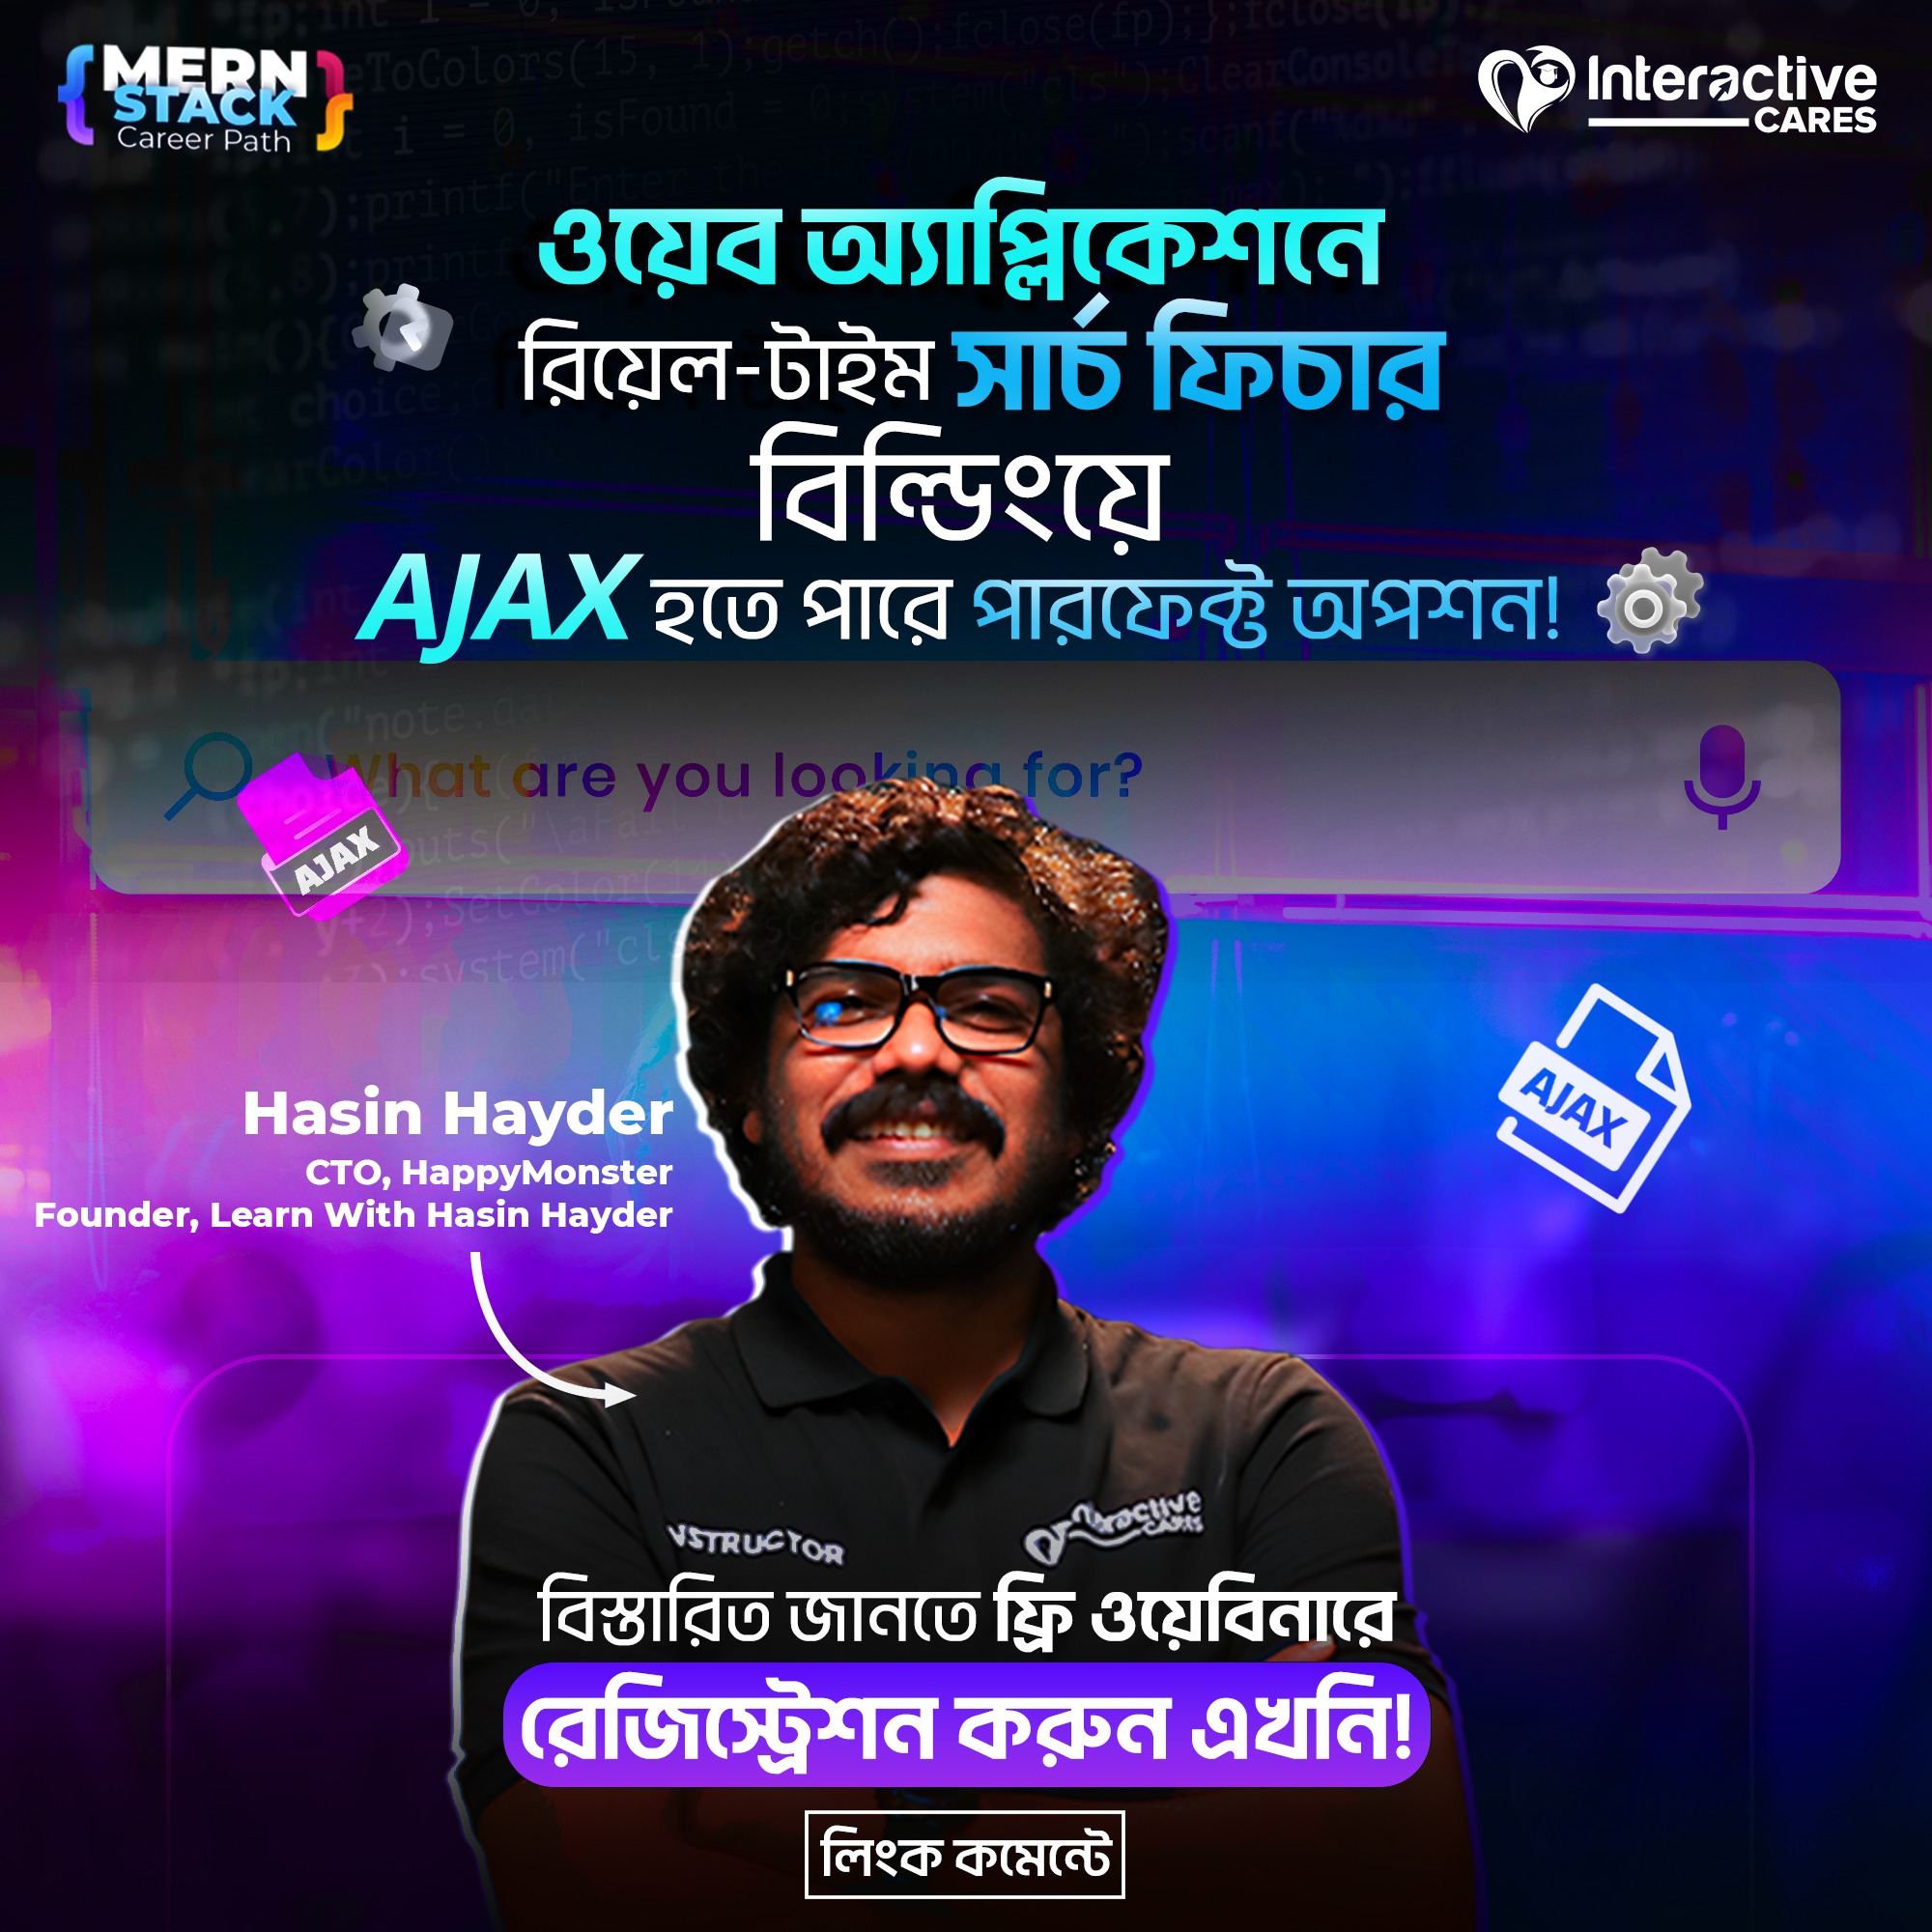 MERN
STACK
Career Path
Interactive
CARES
ওয়েব অ্যাপ্লিকেশনে
রিয়েল-টাইম সার্চ ফিচার
বিল্ডিংয়ে
AJAX হতে পারে পারফেক্ট অপশন!
What are you looking for?
AJAX
AJAX
Hasin Hayder
CTO, HappyMonster
Founder, Learn With Hasin Hayder
NSTRUCTOR
Interactive
CARES
বিস্তারিত জানতে ফ্রি ওয়েবিনারে
রেজিস্ট্রেশন করুন এখনি!
লিংক কমেন্টে